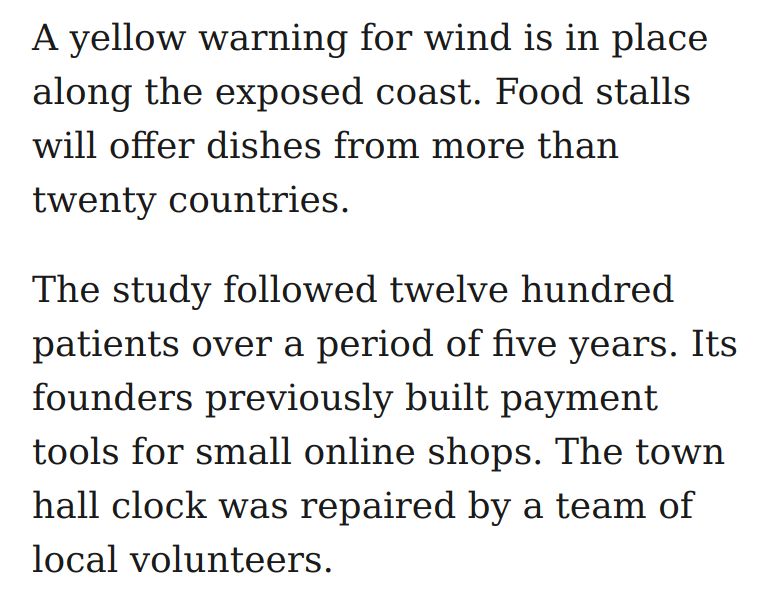 A yellow warning for wind is in place
along the exposed coast. Food stalls
will offer dishes from more than
twenty countries.
The study followed twelve hundred
patients over a period of five years. Its
founders previously built payment
tools for small online shops. The town
hall clock was repaired by a team of
local volunteers.